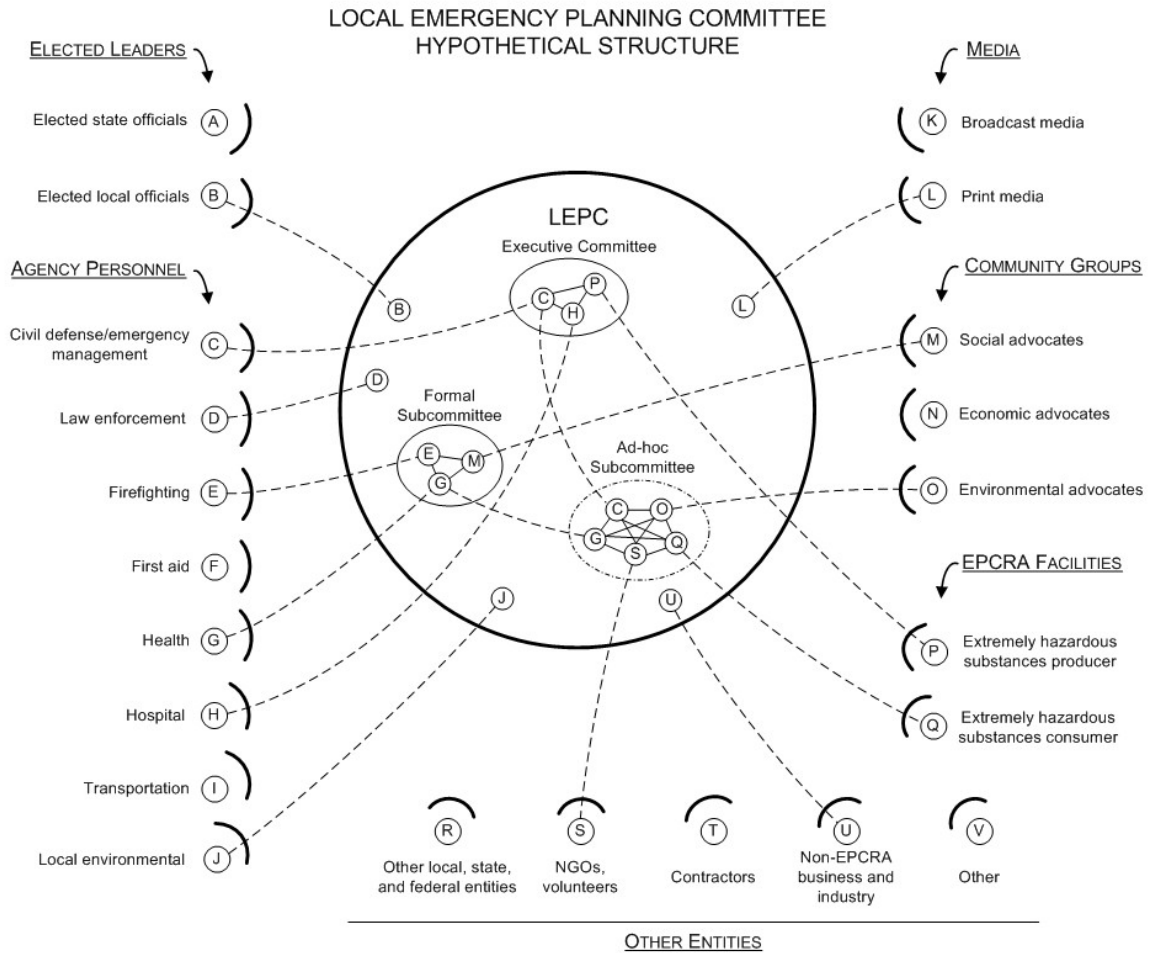 LOCAL EMERGENCY PLANNING COMMITTEE
HYPOTHETICAL STRUCTURE
ELECTED LEADERS
Elected state officials A
Elected local officials B
AGENCY PERSONNEL
Civil defense/emergency
management C
Law enforcement D
Firefighting E
First aid F
Health G
Hospital H
Transportation I
Local environmental J
LEPC
Executive Committee
P
C
H
B
L
D
Formal
Subcommittee
E
M
G
Ad-hoc
Subcommittee
C O
G Q
S
J
U
MEDIA
K Broadcast media
L Print media
COMMUNITY GROUPS
M Social advocates
N Economic advocates
O Environmental advocates
EPCRA FACILITIES
P Extremely hazardous
substances producer
Q Extremely hazardous
substances consumer
R
Other local, state,
and federal entities
S
NGOs,
volunteers
T
Contractors
U
Non-EPCRA
business and
industry
V
Other
OTHER ENTITIES